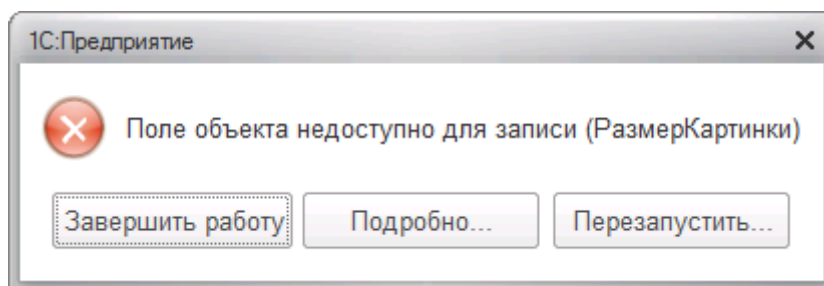 1С:Предприятие
Поле объекта недоступно для записи (РазмерКартинки)
Завершить работу
Подробно...
Перезапустить...